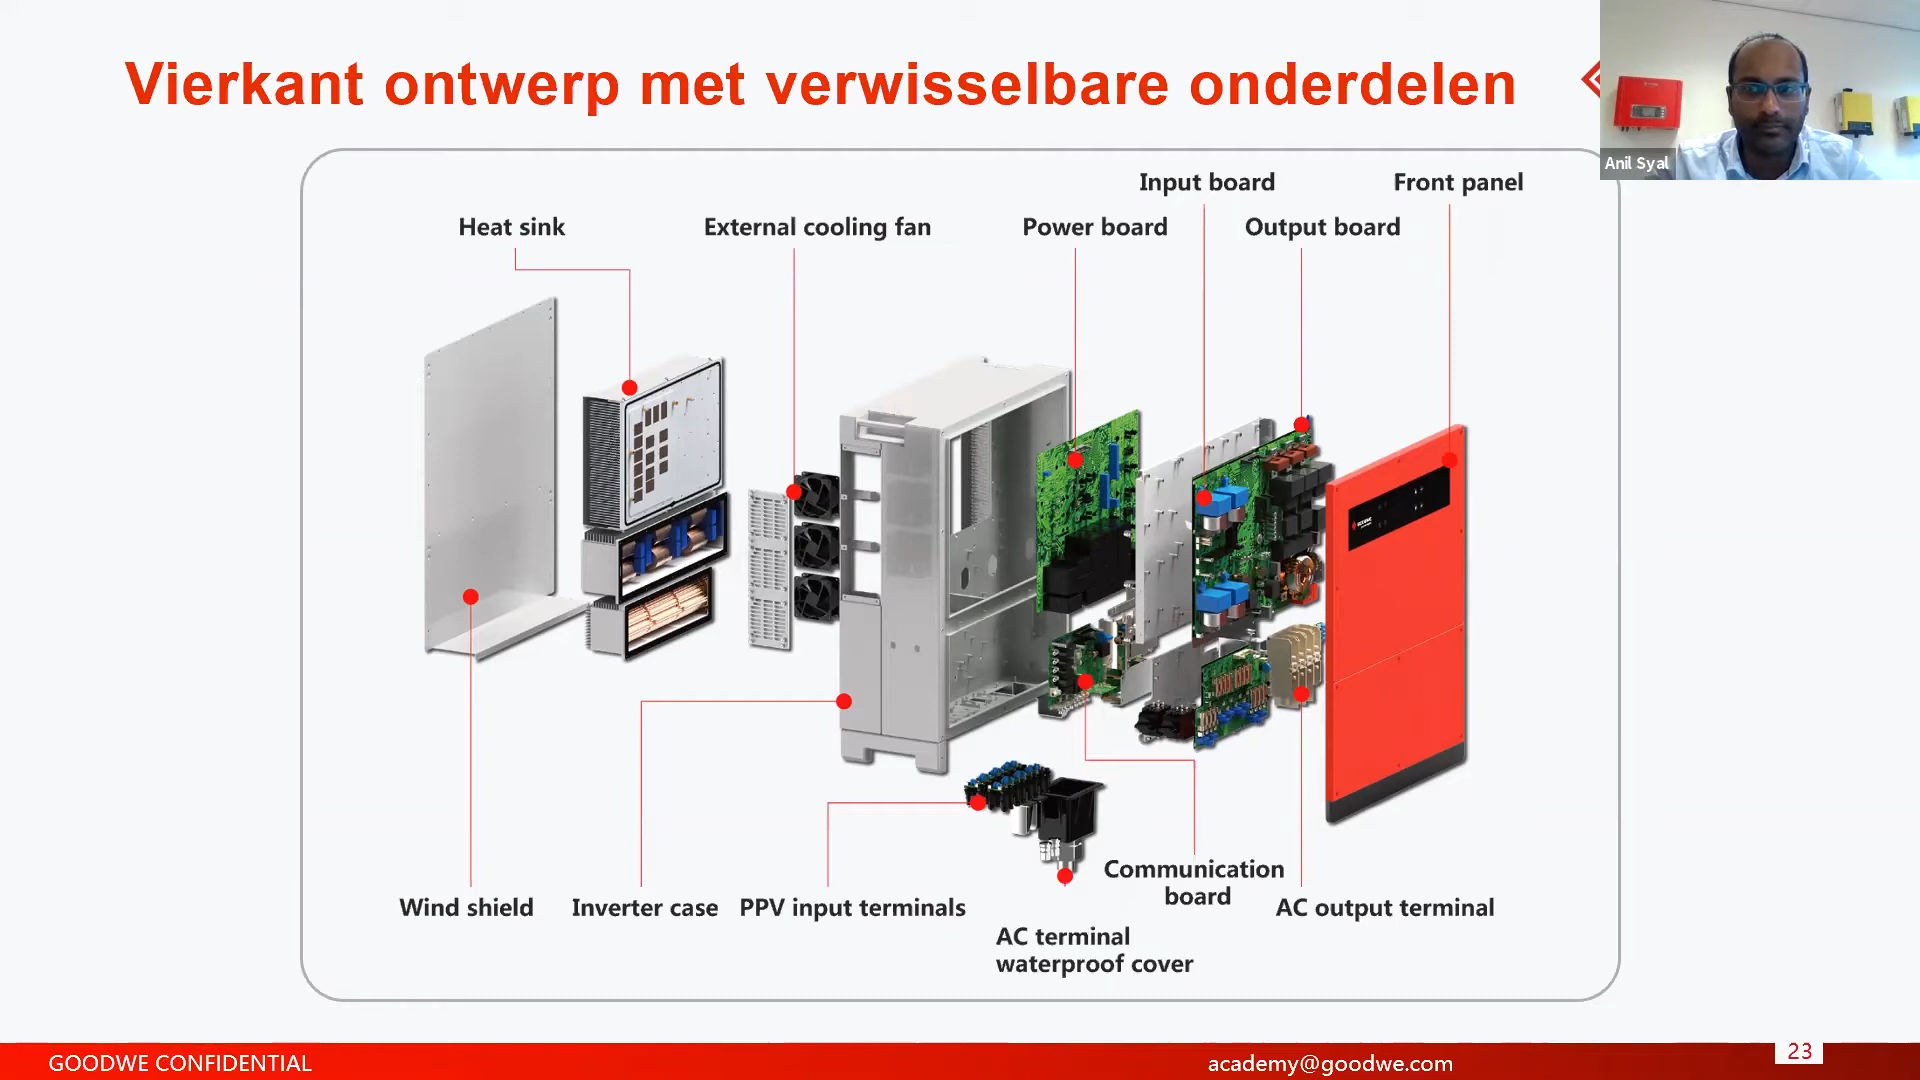 Vierkant ontwerp met verwisselbare onderdelen
Anil Syal
Input board
Front panel
Heat sink
External cooling fan
Power board
Output board
Wind shield
Inverter case
PPV input terminals
Communication
board
AC output terminal
AC terminal
waterproof cover
GOODWE CONFIDENTIAL
academy@goodwe.com
23